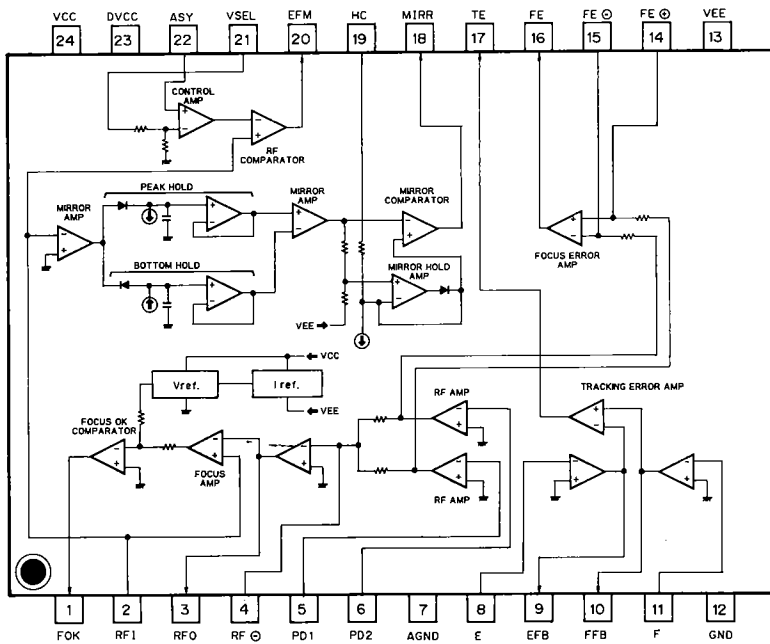 VCC DVCC ASY VSEL EFM HC MIRR TE FE FE ⊖ FE ⊕ VEE
24 23 22 21 20 19 18 17 16 15 14 13
CONTROL
AMP
RF
COMPARATOR
PEAK HOLD
MIRROR
AMP
MIRROR
AMP
MIRROR
COMPARATOR
FOCUS ERROR
AMP
BOTTOM HOLD
MIRROR HOLD
AMP
VEE
VCC
Vref.
Iref.
VEE
RF AMP
TRACKING ERROR AMP
FOCUS OK
COMPARATOR
FOCUS
AMP
RF AMP
1 2 3 4 5 6 7 8 9 10 11 12
FOK RFI RFO RF ⊖ PD1 PD2 AGND E EFB FFB F GND